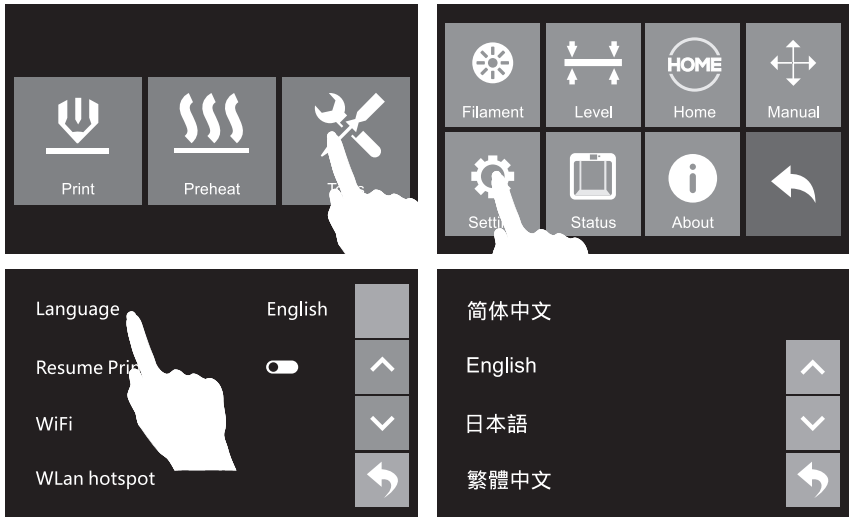 Print
Preheat
Filament
Level
HOME
Home
Manual
Status
About
Language
English
WiFi
WLan hotspot
简体中文
English
日本語
繁體中文